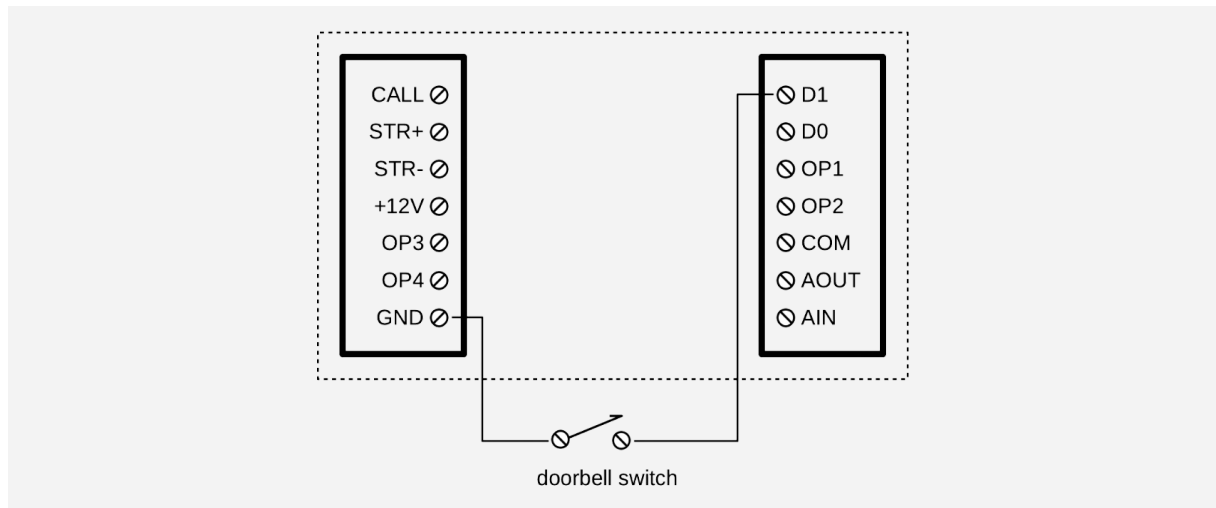 CALL
STR+
STR-
+12V
OP3
OP4
GND
D1
D0
OP1
OP2
COM
AOUT
AIN
doorbell switch